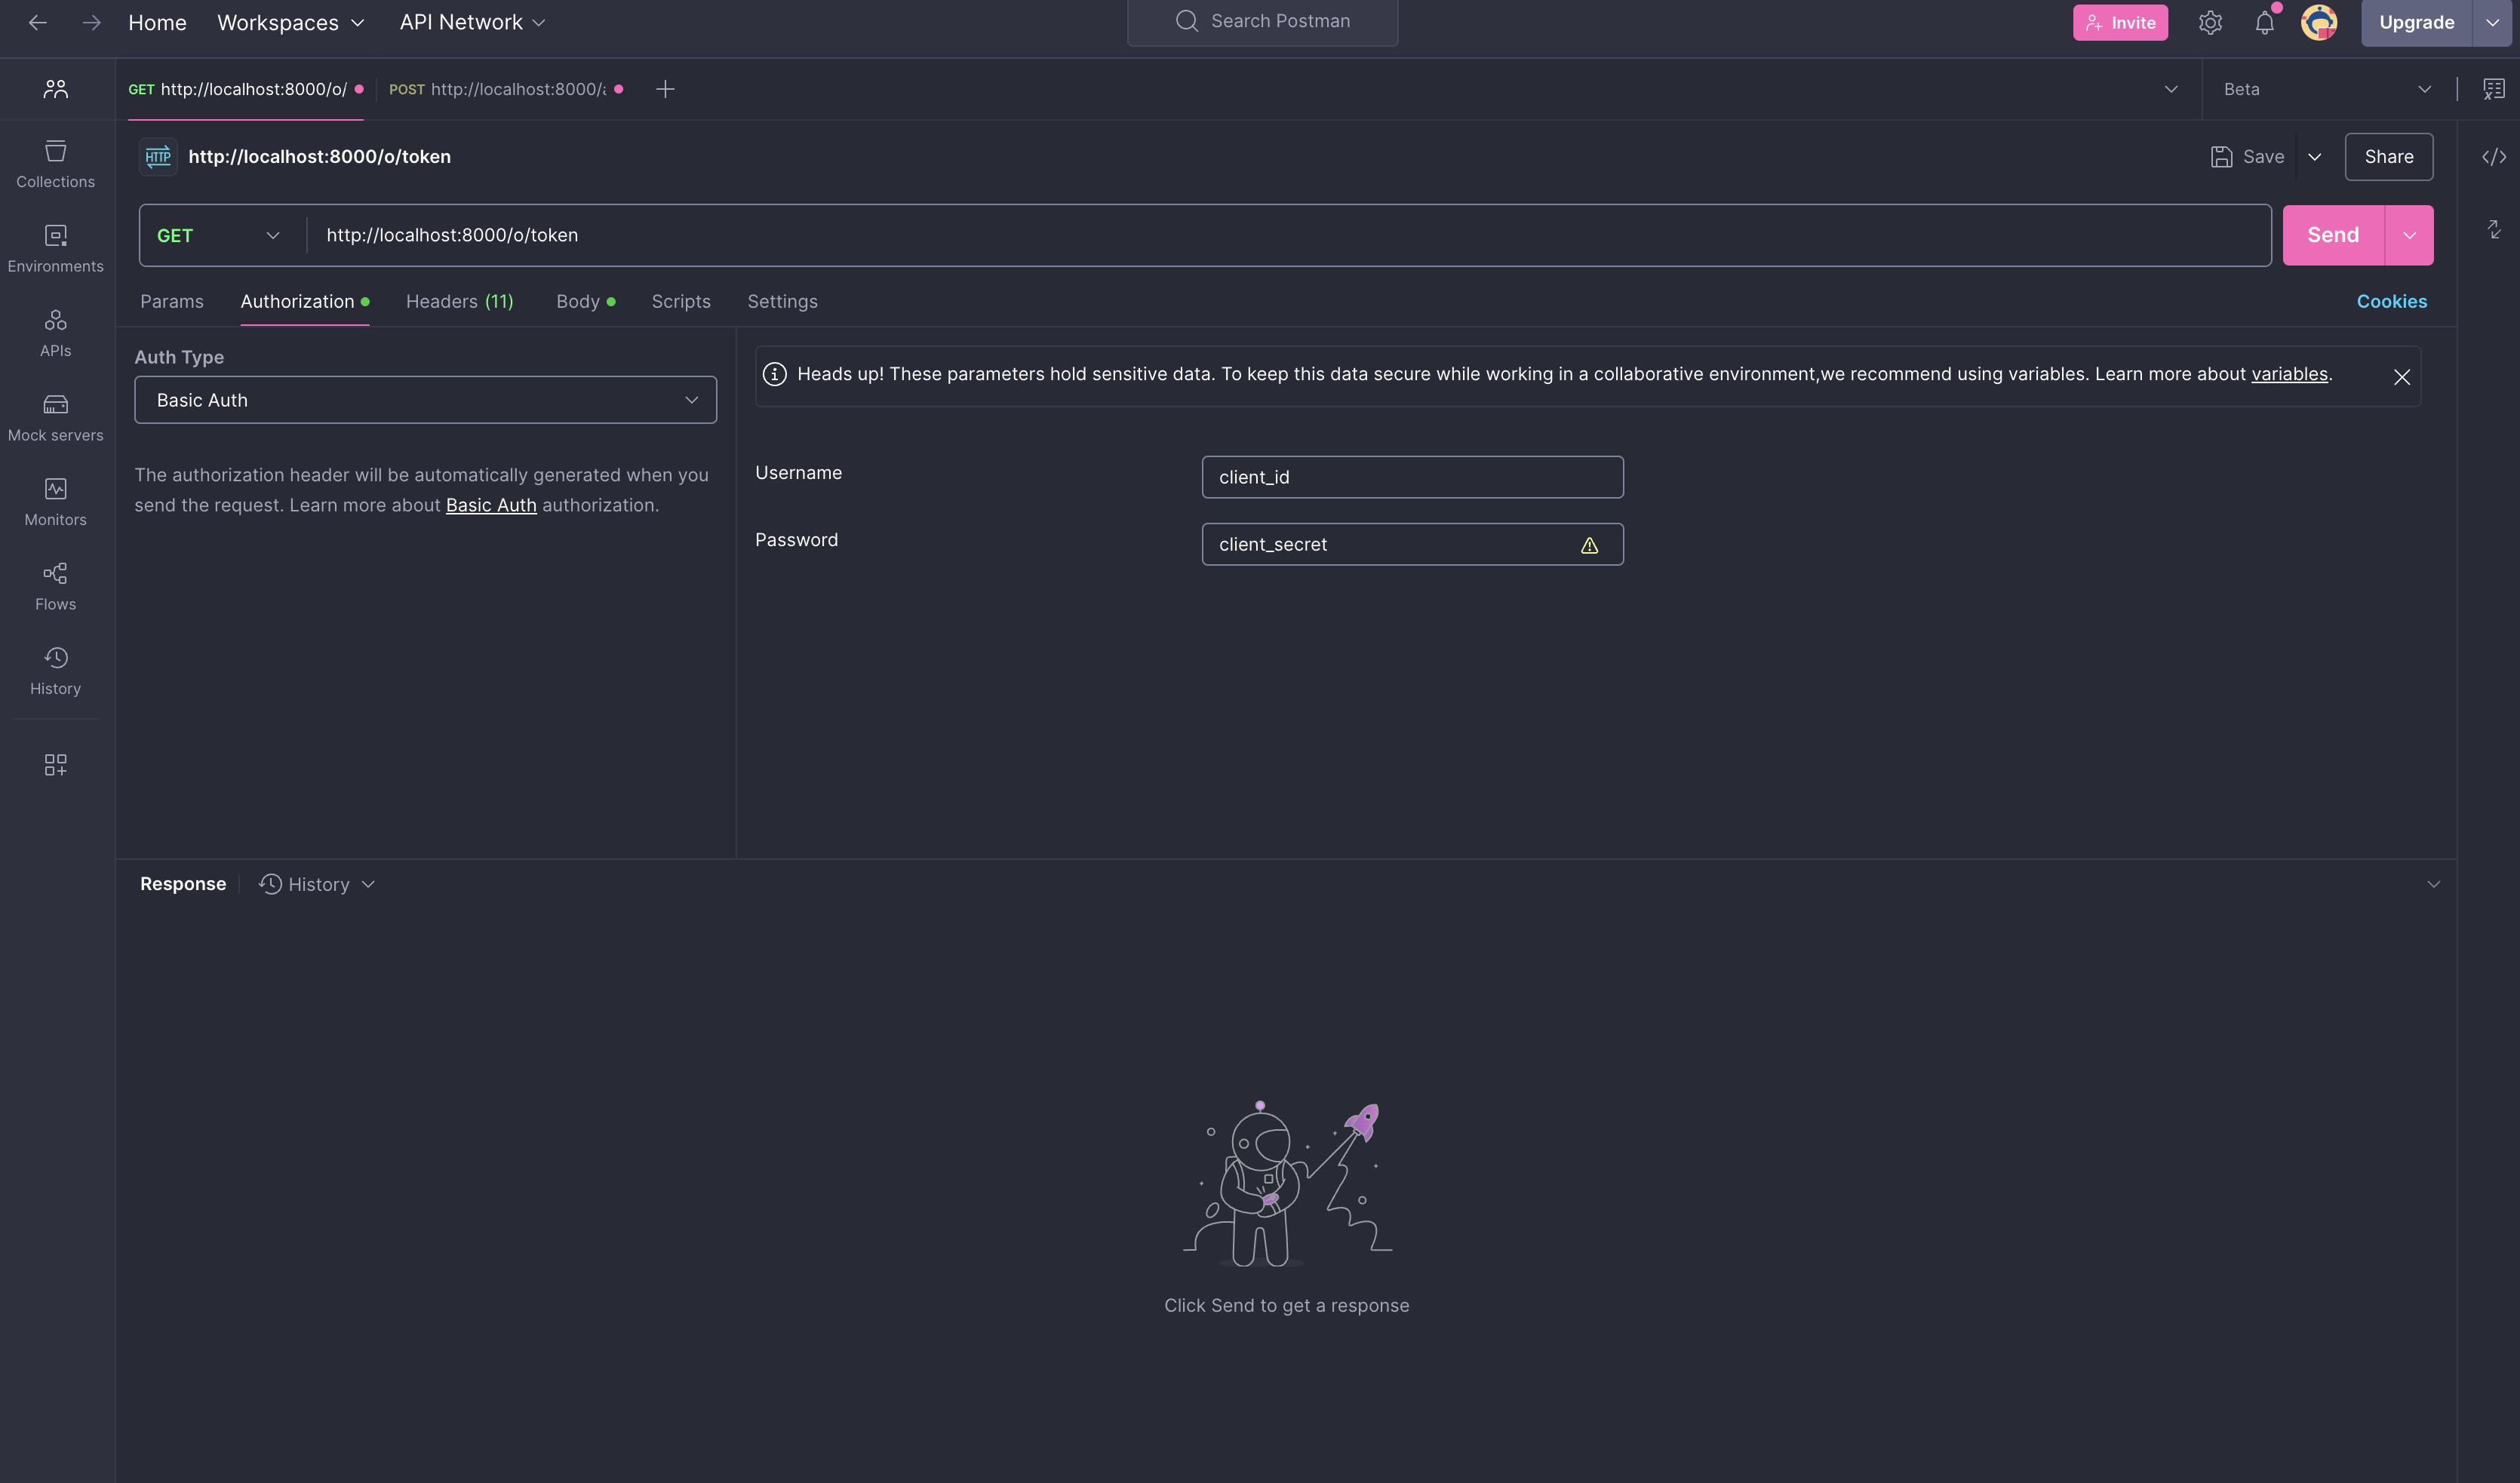 Home Workspaces API Network Search Postman Invite Upgrade
GET http://localhost:8000/o/ POST http://localhost:8000/ Beta
HTTP http://localhost:8000/o/token Save Share
Collections
GET http://localhost:8000/o/token Send
Environments
Params Authorization Headers (11) Body Scripts Settings Cookies
APIs
Auth Type
Basic Auth
Heads up! These parameters hold sensitive data. To keep this data secure while working in a collaborative environment,we recommend using variables. Learn more about variables.
Mock servers
The authorization header will be automatically generated when you
send the request. Learn more about Basic Auth authorization.
Username client_id
Password client_secret
Monitors
Flows
History
Response History
Click Send to get a response